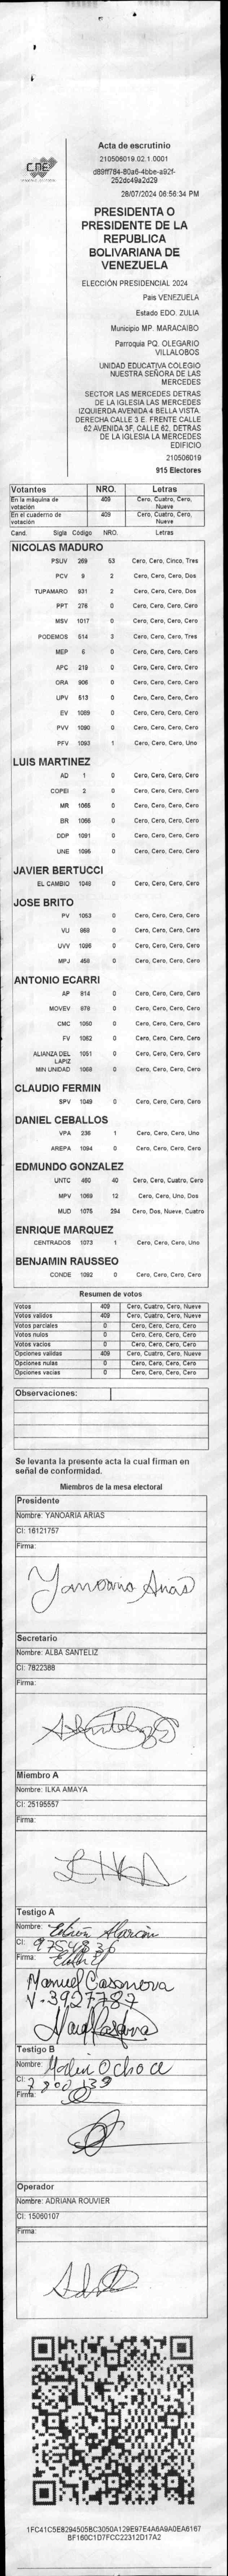 CNE
Acta de escrutinio
210506019.02.1.0001
d89ff784-80a6-4bbe-a92f-
252dc49a2d29
28/07/2024 06:56:34 PM
PRESIDENTA O
PRESIDENTE DE LA
REPUBLICA
BOLIVARIANA DE
VENEZUELA
ELECCIÓN PRESIDENCIAL 2024
Pais VENEZUELA
Estado EDO. ZULIA
Municipio MP. MARACAIBO
Parroquia PQ. OLEGARIO
VILLALOBOS
UNIDAD EDUCATIVA COLEGIO
NUESTRA SEÑORA DE LAS
MERCEDES
SECTOR LAS MERCEDES DETRAS
DE LA IGLESIA LAS MERCEDES
IZQUIERDA AVENIDA 4 BELLA VISTA.
DERECHA CALLE 3 E. FRENTE CALLE
62 AVENIDA 3F, CALLE 62, DETRAS
DE LA IGLESIA LA MERCEDES
EDIFICIO
210506019
915 Electores
Votantes NRO. Letras
En la máquina de votación 409 Cero, Cuatro, Cero, Nueve
En el cuaderno de votación 409 Cero, Cuatro, Cero, Nueve
Cand. Sigla Código NRO. Letras
NICOLAS MADURO
PSUV 269 53 Cero, Cero, Cinco, Tres
PCV 9 2 Cero, Cero, Cero, Dos
TUPAMARO 931 2 Cero, Cero, Cero, Dos
PPT 278 0 Cero, Cero, Cero, Cero
MSV 1017 0 Cero, Cero, Cero, Cero
PODEMOS 514 3 Cero, Cero, Cero, Tres
MEP 6 0 Cero, Cero, Cero, Cero
APC 219 0 Cero, Cero, Cero, Cero
ORA 906 0 Cero, Cero, Cero, Cero
UPV 513 0 Cero, Cero, Cero, Cero
EV 1089 0 Cero, Cero, Cero, Cero
PVV 1090 0 Cero, Cero, Cero, Cero
PFV 1093 1 Cero, Cero, Cero, Uno
LUIS MARTINEZ
AD 1 0 Cero, Cero, Cero, Cero
COPEI 2 0 Cero, Cero, Cero, Cero
MR 1065 0 Cero, Cero, Cero, Cero
BR 1066 0 Cero, Cero, Cero, Cero
DDP 1091 0 Cero, Cero, Cero, Cero
UNE 1095 0 Cero, Cero, Cero, Cero
JAVIER BERTUCCI
EL CAMBIO 1048 0 Cero, Cero, Cero, Cero
JOSE BRITO
PV 1053 0 Cero, Cero, Cero, Cero
VU 868 0 Cero, Cero, Cero, Cero
UVV 1096 0 Cero, Cero, Cero, Cero
MPJ 458 0 Cero, Cero, Cero, Cero
ANTONIO ECARRI
AP 814 0 Cero, Cero, Cero, Cero
MOVEV 878 0 Cero, Cero, Cero, Cero
CMC 1050 0 Cero, Cero, Cero, Cero
FV 1062 0 Cero, Cero, Cero, Cero
ALIANZA DEL LAPIZ 1051 0 Cero, Cero, Cero, Cero
MIN UNIDAD 1068 0 Cero, Cero, Cero, Cero
CLAUDIO FERMIN
SPV 1049 0 Cero, Cero, Cero, Cero
DANIEL CEBALLOS
VPA 236 1 Cero, Cero, Cero, Uno
AREPA 1094 0 Cero, Cero, Cero, Cero
EDMUNDO GONZALEZ
UNTC 460 40 Cero, Cero, Cuatro, Cero
MPV 1069 12 Cero, Cero, Uno, Dos
MUD 1075 294 Cero, Dos, Nueve, Cuatro
ENRIQUE MARQUEZ
CENTRADOS 1073 1 Cero, Cero, Cero, Uno
BENJAMIN RAUSSEO
CONDE 1092 0 Cero, Cero, Cero, Cero
Resumen de votos
Votos 409 Cero, Cuatro, Cero, Nueve
Votos validos 409 Cero, Cuatro, Cero, Nueve
Votos parciales 0 Cero, Cero, Cero, Cero
Votos nulos 0 Cero, Cero, Cero, Cero
Votos vacios 0 Cero, Cero, Cero, Cero
Opciones validas 409 Cero, Cuatro, Cero, Nueve
Opciones nulas 0 Cero, Cero, Cero, Cero
Opciones vacias 0 Cero, Cero, Cero, Cero
Observaciones:
Se levanta la presente acta la cual firman en
señal de conformidad.
Miembros de la mesa electoral
Presidente
Nombre: YANOARIA ARIAS
CI: 16121757
Firma:
Yanoaria Arias
Secretario
Nombre: ALBA SANTELIZ
CI: 7822388
Firma:
Miembro A
Nombre: ILKA AMAYA
CI: 25195557
Firma:
Testigo A
Nombre: Alarcón
CI: 9754836
Firma:
Manuel Casanova
V-3927787
Testigo B
Nombre: Ochoa
CI:
Firma:
Operador
Nombre: ADRIANA ROUVIER
CI: 15060107
Firma:
1FC41C5E8294505BC3050A129E97E4A6A9A0EA6167
BF160C1D7FCC22312D17A2